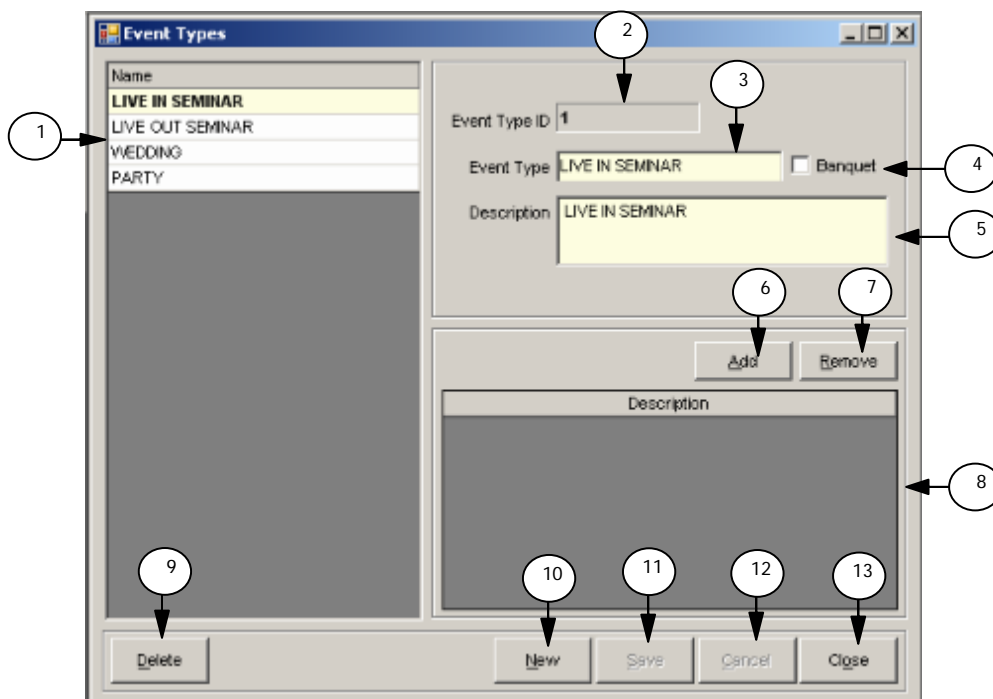 Event Types
2
Name
3
LIVE IN SEMINAR
1
LIVE OUT SEMINAR
WEDDING
PARTY
Event Type ID 1
Event Type LIVE IN SEMINAR Banquet
4
Description LIVE IN SEMINAR
5
6
7
Add Remove
Description
8
9
10
11
12
13
Delete New Save Cancel Close